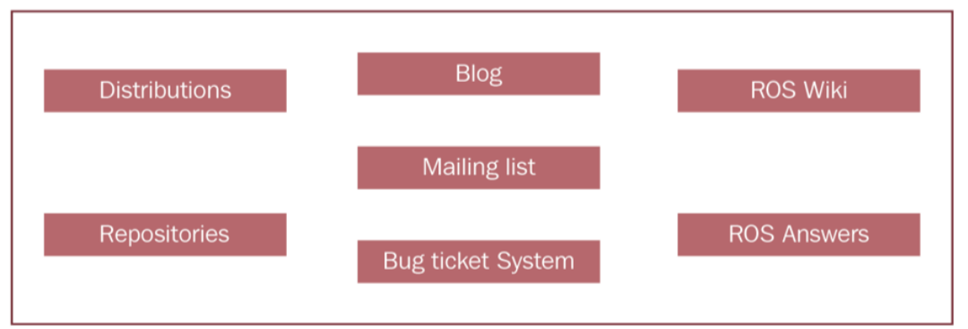 Distributions
Blog
ROS Wiki
Mailing list
Repositories
ROS Answers
Bug ticket System